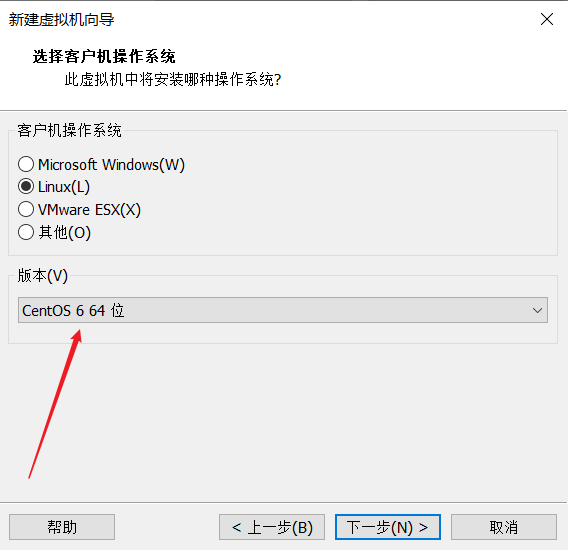 新建虚拟机向导
选择客户机操作系统
此虚拟机中将安装哪种操作系统?
客户机操作系统
Microsoft Windows(W)
Linux(L)
VMware ESX(X)
其他(O)
版本(V)
CentOS 6 64 位
帮助
< 上一步(B)
下一步(N) >
取消